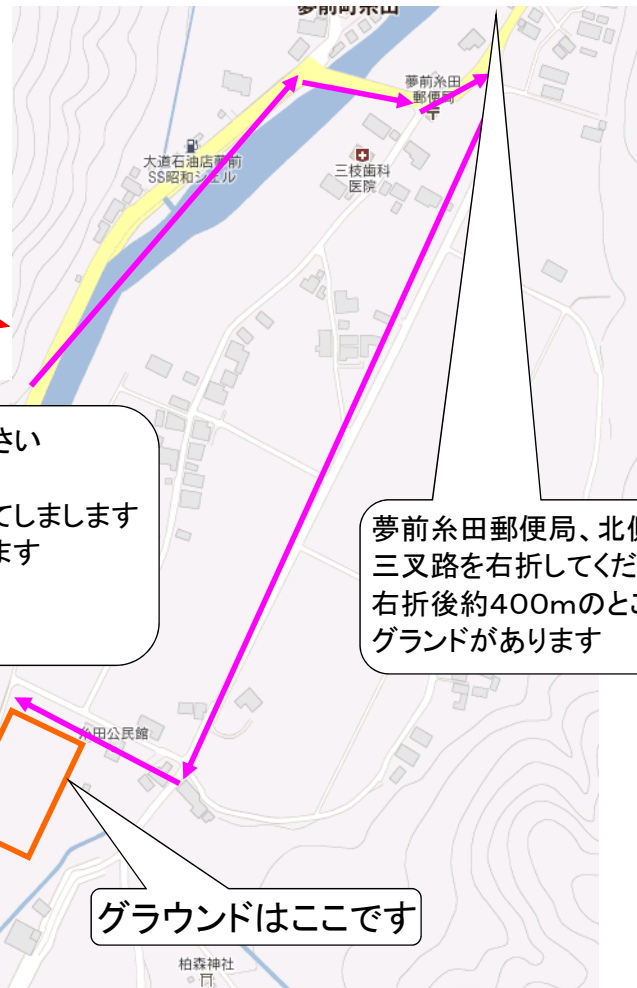 夢前町糸田
夢前糸田
郵便局
大道石油店夢前
SS昭和シェル
三枝歯科
医院
さい
てしまします
ます
夢前糸田郵便局、北側
三叉路を右折してくだ
右折後約400mのとこ
グランドがあります
糸田公民館
グラウンドはここです
柏森神社